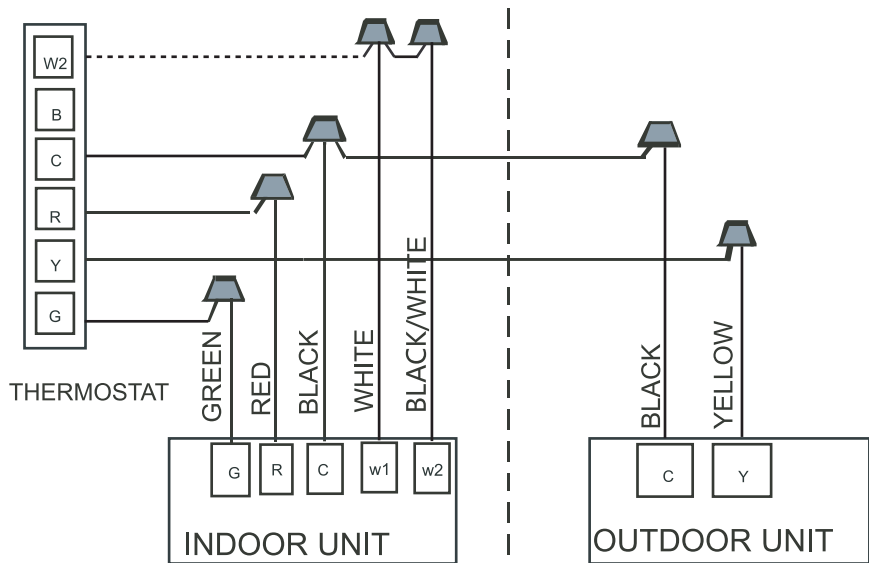 W2
B
C
R
Y
G
THERMOSTAT
GREEN
RED
BLACK
WHITE
BLACK/WHITE
BLACK
YELLOW
G R C w1 w2
INDOOR UNIT
C Y
OUTDOOR UNIT